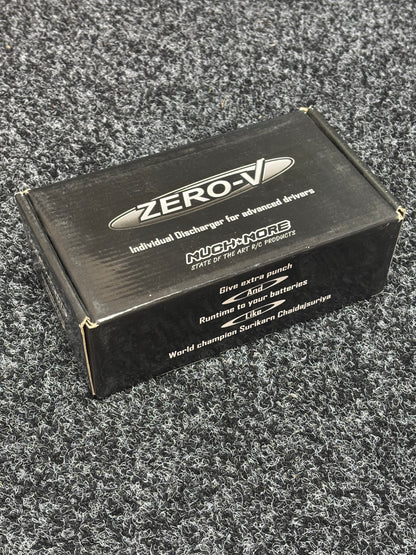 ZERO-V
Individual Discharger for advanced drivers
MUCH MORE
STATE OF THE ART R/C PRODUCTS
Give extra punch
And
Runtime to your batteries
Like
World champion Surikarn Chaidajsuriya